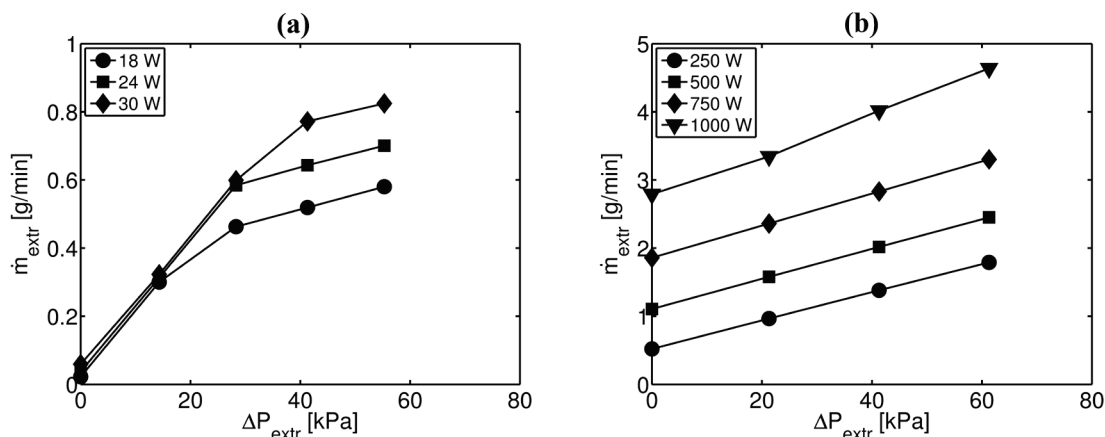 (a)
1
0.8
0.6
0.4
0.2
0
0 20 40 60 80
ṁextr [g/min]
ΔPextr [kPa]
18 W
24 W
30 W
(b)
5
4
3
2
1
0
0 20 40 60 80
ṁextr [g/min]
ΔPextr [kPa]
250 W
500 W
750 W
1000 W